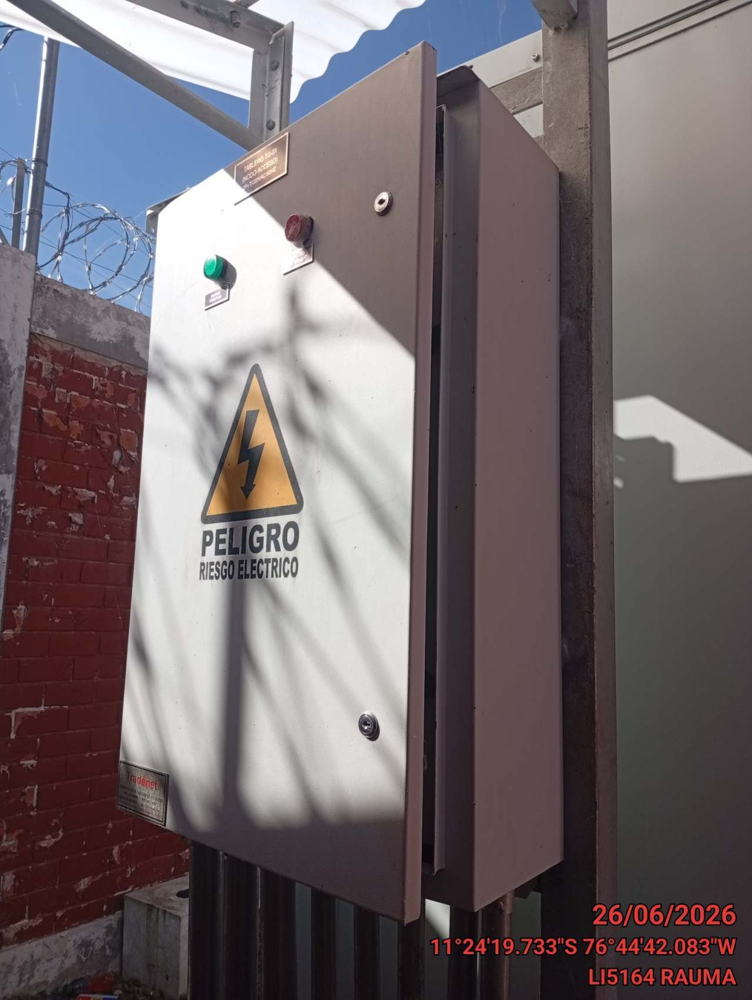 TABLERO TG-01
(NODO ACCESO)
PELIGRO
RIESGO ELECTRICO
Tradenet
26/06/2026
11°24'19.733"S 76°44'42.083"W
LI5164 RAUMA